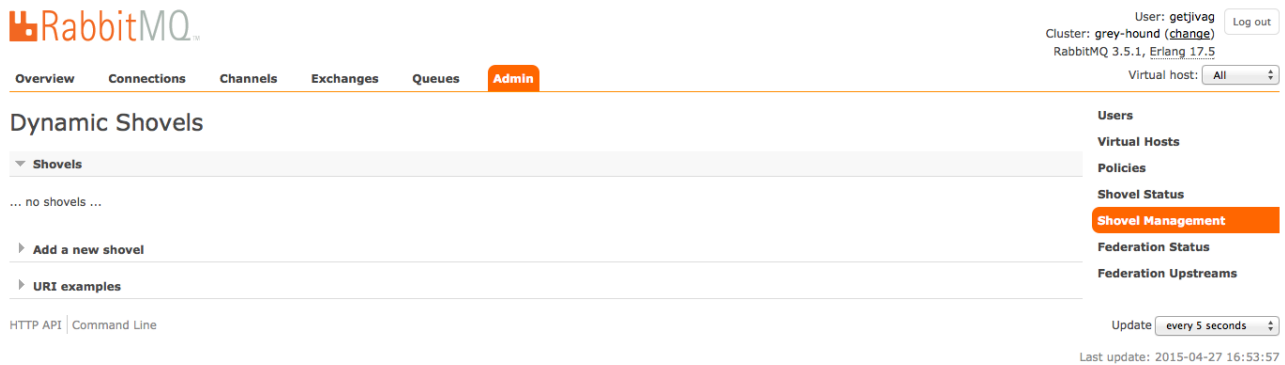 RabbitMQ™
User: getjivag
Log out
Cluster: grey-hound (change)
RabbitMQ 3.5.1, Erlang 17.5
Overview Connections Channels Exchanges Queues Admin
Virtual host: All
Dynamic Shovels
Shovels
... no shovels ...
Add a new shovel
URI examples
Users
Virtual Hosts
Policies
Shovel Status
Shovel Management
Federation Status
Federation Upstreams
HTTP API Command Line
Update every 5 seconds
Last update: 2015-04-27 16:53:57